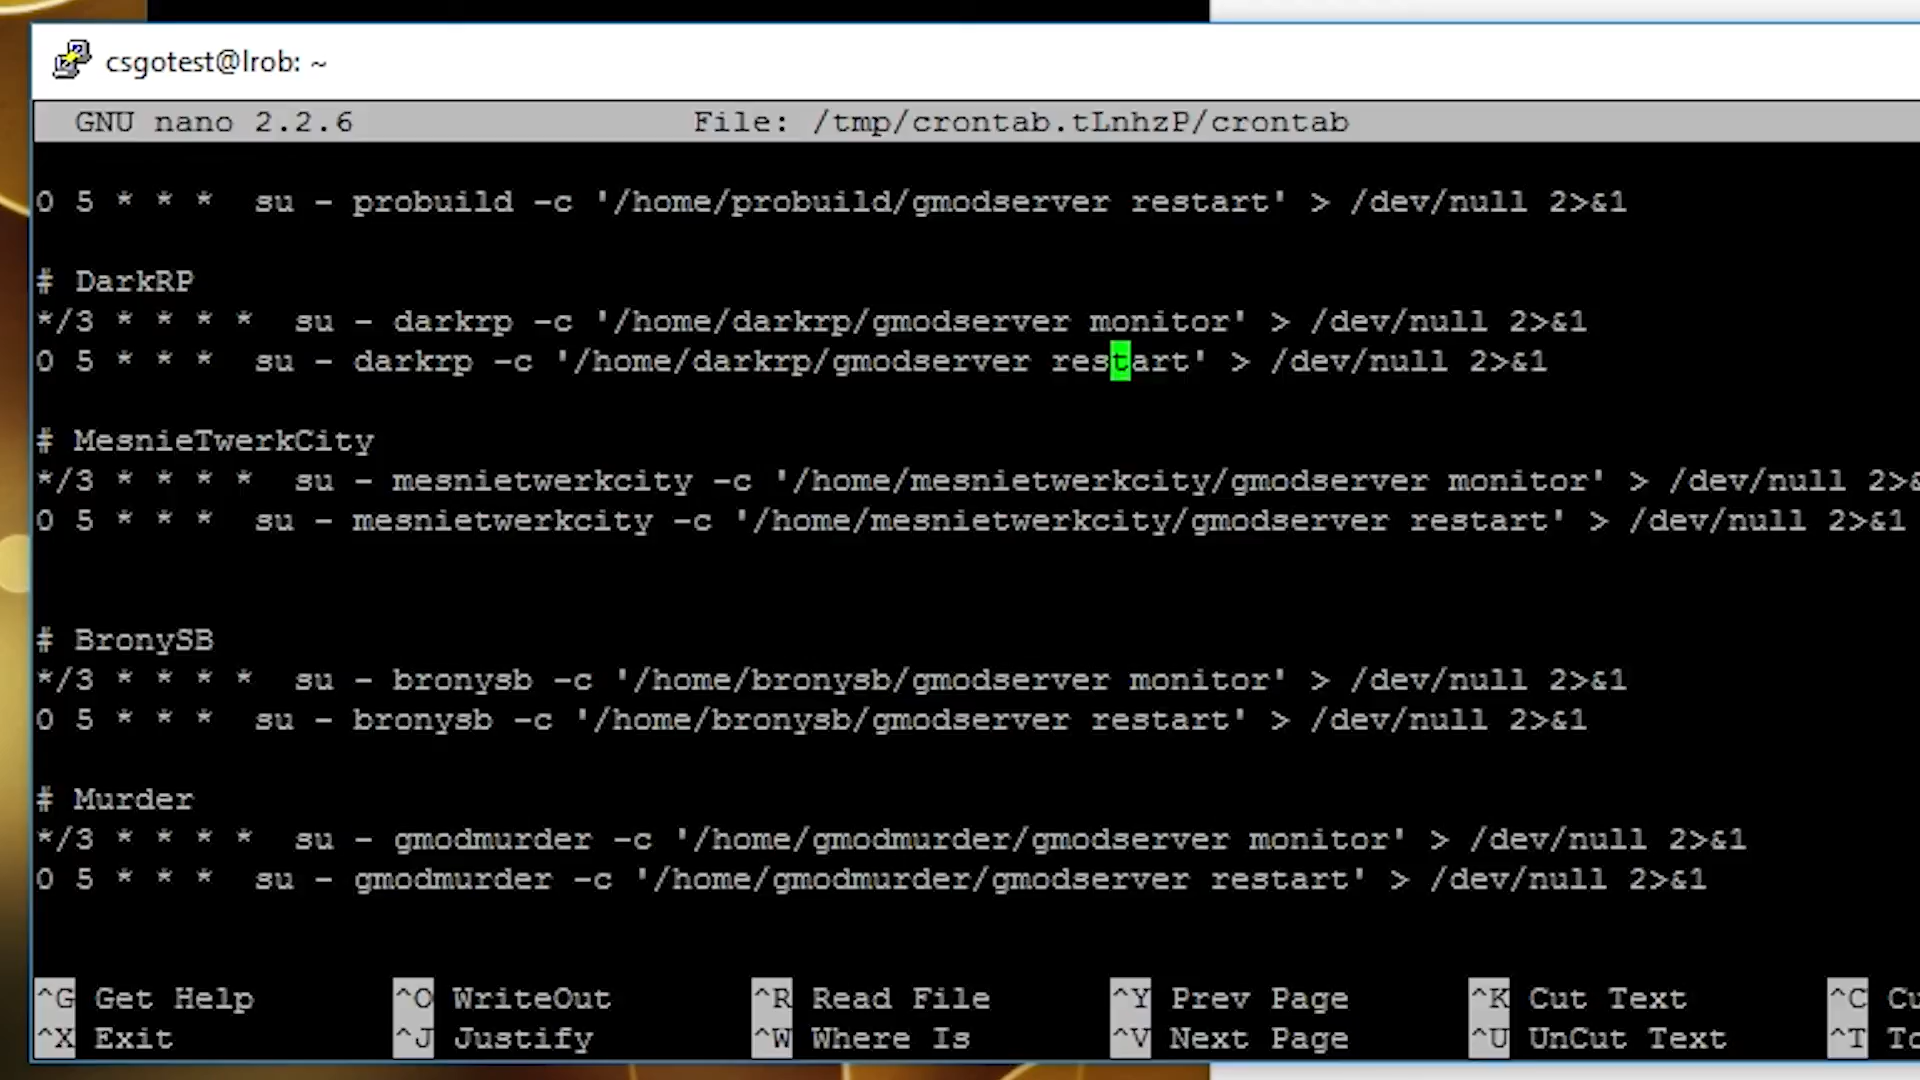 csgotest@lrob: ~
GNU nano 2.2.6 File: /tmp/crontab.tLnhzP/crontab
0 5 * * *  su - probuild -c '/home/probuild/gmodserver restart' > /dev/null 2>&1
# DarkRP
*/3 * * * *  su - darkrp -c '/home/darkrp/gmodserver monitor' > /dev/null 2>&1
0 5 * * *  su - darkrp -c '/home/darkrp/gmodserver restart' > /dev/null 2>&1
# MesnieTwerkCity
*/3 * * * *  su - mesnietwerkcity -c '/home/mesnietwerkcity/gmodserver monitor' > /dev/null 2>&
0 5 * * *  su - mesnietwerkcity -c '/home/mesnietwerkcity/gmodserver restart' > /dev/null 2>&1
# BronySB
*/3 * * * *  su - bronysb -c '/home/bronysb/gmodserver monitor' > /dev/null 2>&1
0 5 * * *  su - bronysb -c '/home/bronysb/gmodserver restart' > /dev/null 2>&1
# Murder
*/3 * * * *  su - gmodmurder -c '/home/gmodmurder/gmodserver monitor' > /dev/null 2>&1
0 5 * * *  su - gmodmurder -c '/home/gmodmurder/gmodserver restart' > /dev/null 2>&1
^G Get Help ^O WriteOut ^R Read File ^Y Prev Page ^K Cut Text ^C
^X Exit ^J Justify ^W Where Is ^V Next Page ^U UnCut Text ^T